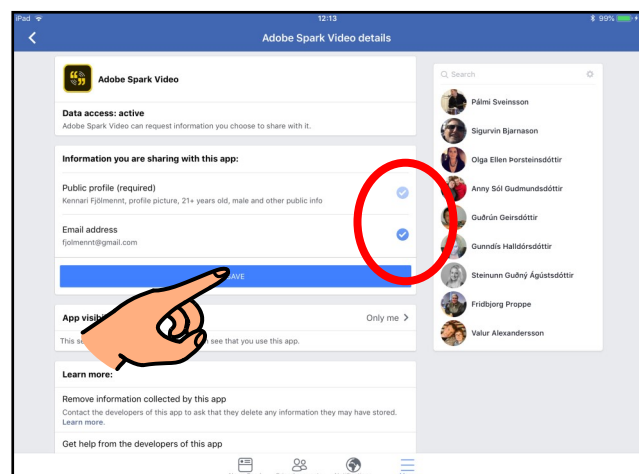 iPad 12:13 99%
Adobe Spark Video details
Adobe Spark Video
Data access: active
Adobe Spark Video can request information you choose to share with it.
Information you are sharing with this app:
Public profile (required)
Kennari Fjölmennt, profile picture, 21+ years old, male and other public info
Email address
fjolmennt@gmail.com
App Only me
see that you use this app.
Learn more:
Remove information collected by this app
Contact the developers of this app to ask that they delete any information they may have stored.
Learn more.
Get help from the developers of this app
Search
Pálmi Sveinsson
Sigurvin Bjarnason
Olga Ellen Þorsteinsdóttir
Anny Sól Gudmundsdóttir
Guðrún Geirsdóttir
Gunndís Halldórsdóttir
Steinunn Guðný Ágústsdóttir
Fridbjorg Proppe
Valur Alexandersson